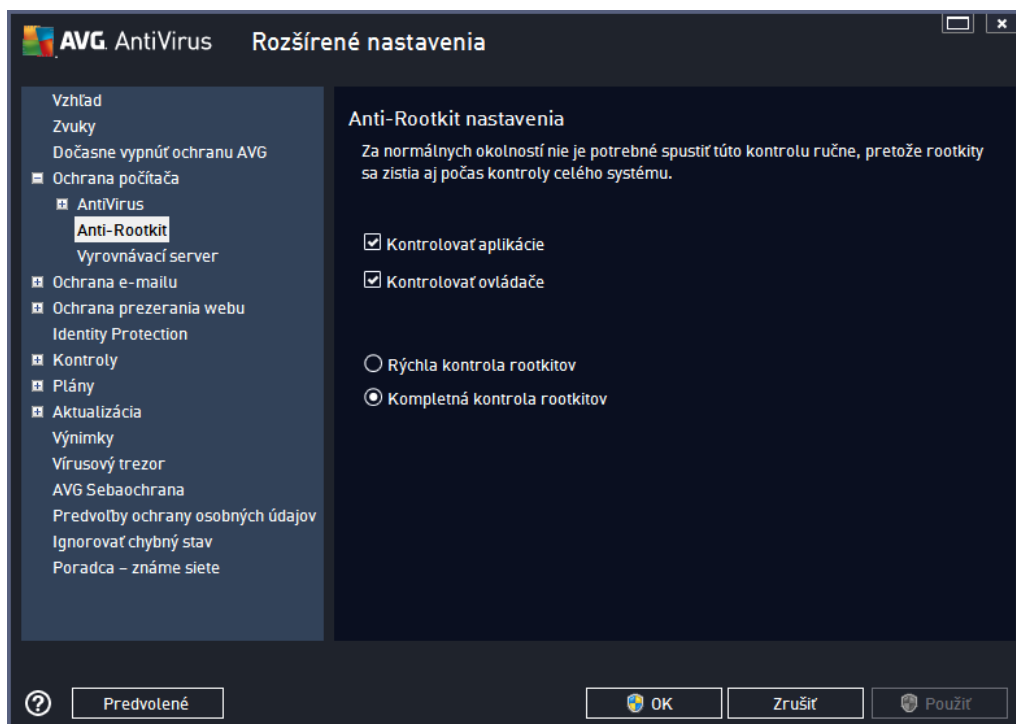 AVG AntiVirus Rozšírené nastavenia
Vzhľad
Zvuky
Dočasne vypnúť ochranu AVG
Ochrana počítača
AntiVirus
Anti-Rootkit
Vyrovnávací server
Ochrana e-mailu
Ochrana prezerania webu
Identity Protection
Kontroly
Plány
Aktualizácia
Výnimky
Vírusový trezor
AVG Sebaochrana
Predvoľby ochrany osobných údajov
Ignorovať chybný stav
Poradca – známe siete
Anti-Rootkit nastavenia
Za normálnych okolností nie je potrebné spustiť túto kontrolu ručne, pretože rootkity
sa zistia aj počas kontroly celého systému.
Kontrolovať aplikácie
Kontrolovať ovládače
Rýchla kontrola rootkitov
Kompletná kontrola rootkitov
? Predvolené OK Zrušiť Použiť